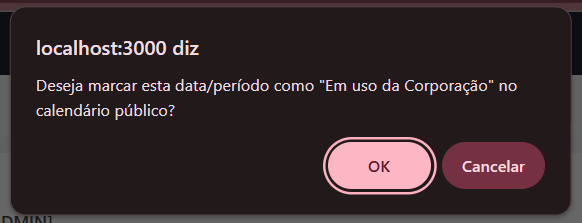 localhost:3000 diz
Deseja marcar esta data/período como "Em uso da Corporação" no
calendário público?
OK
Cancelar